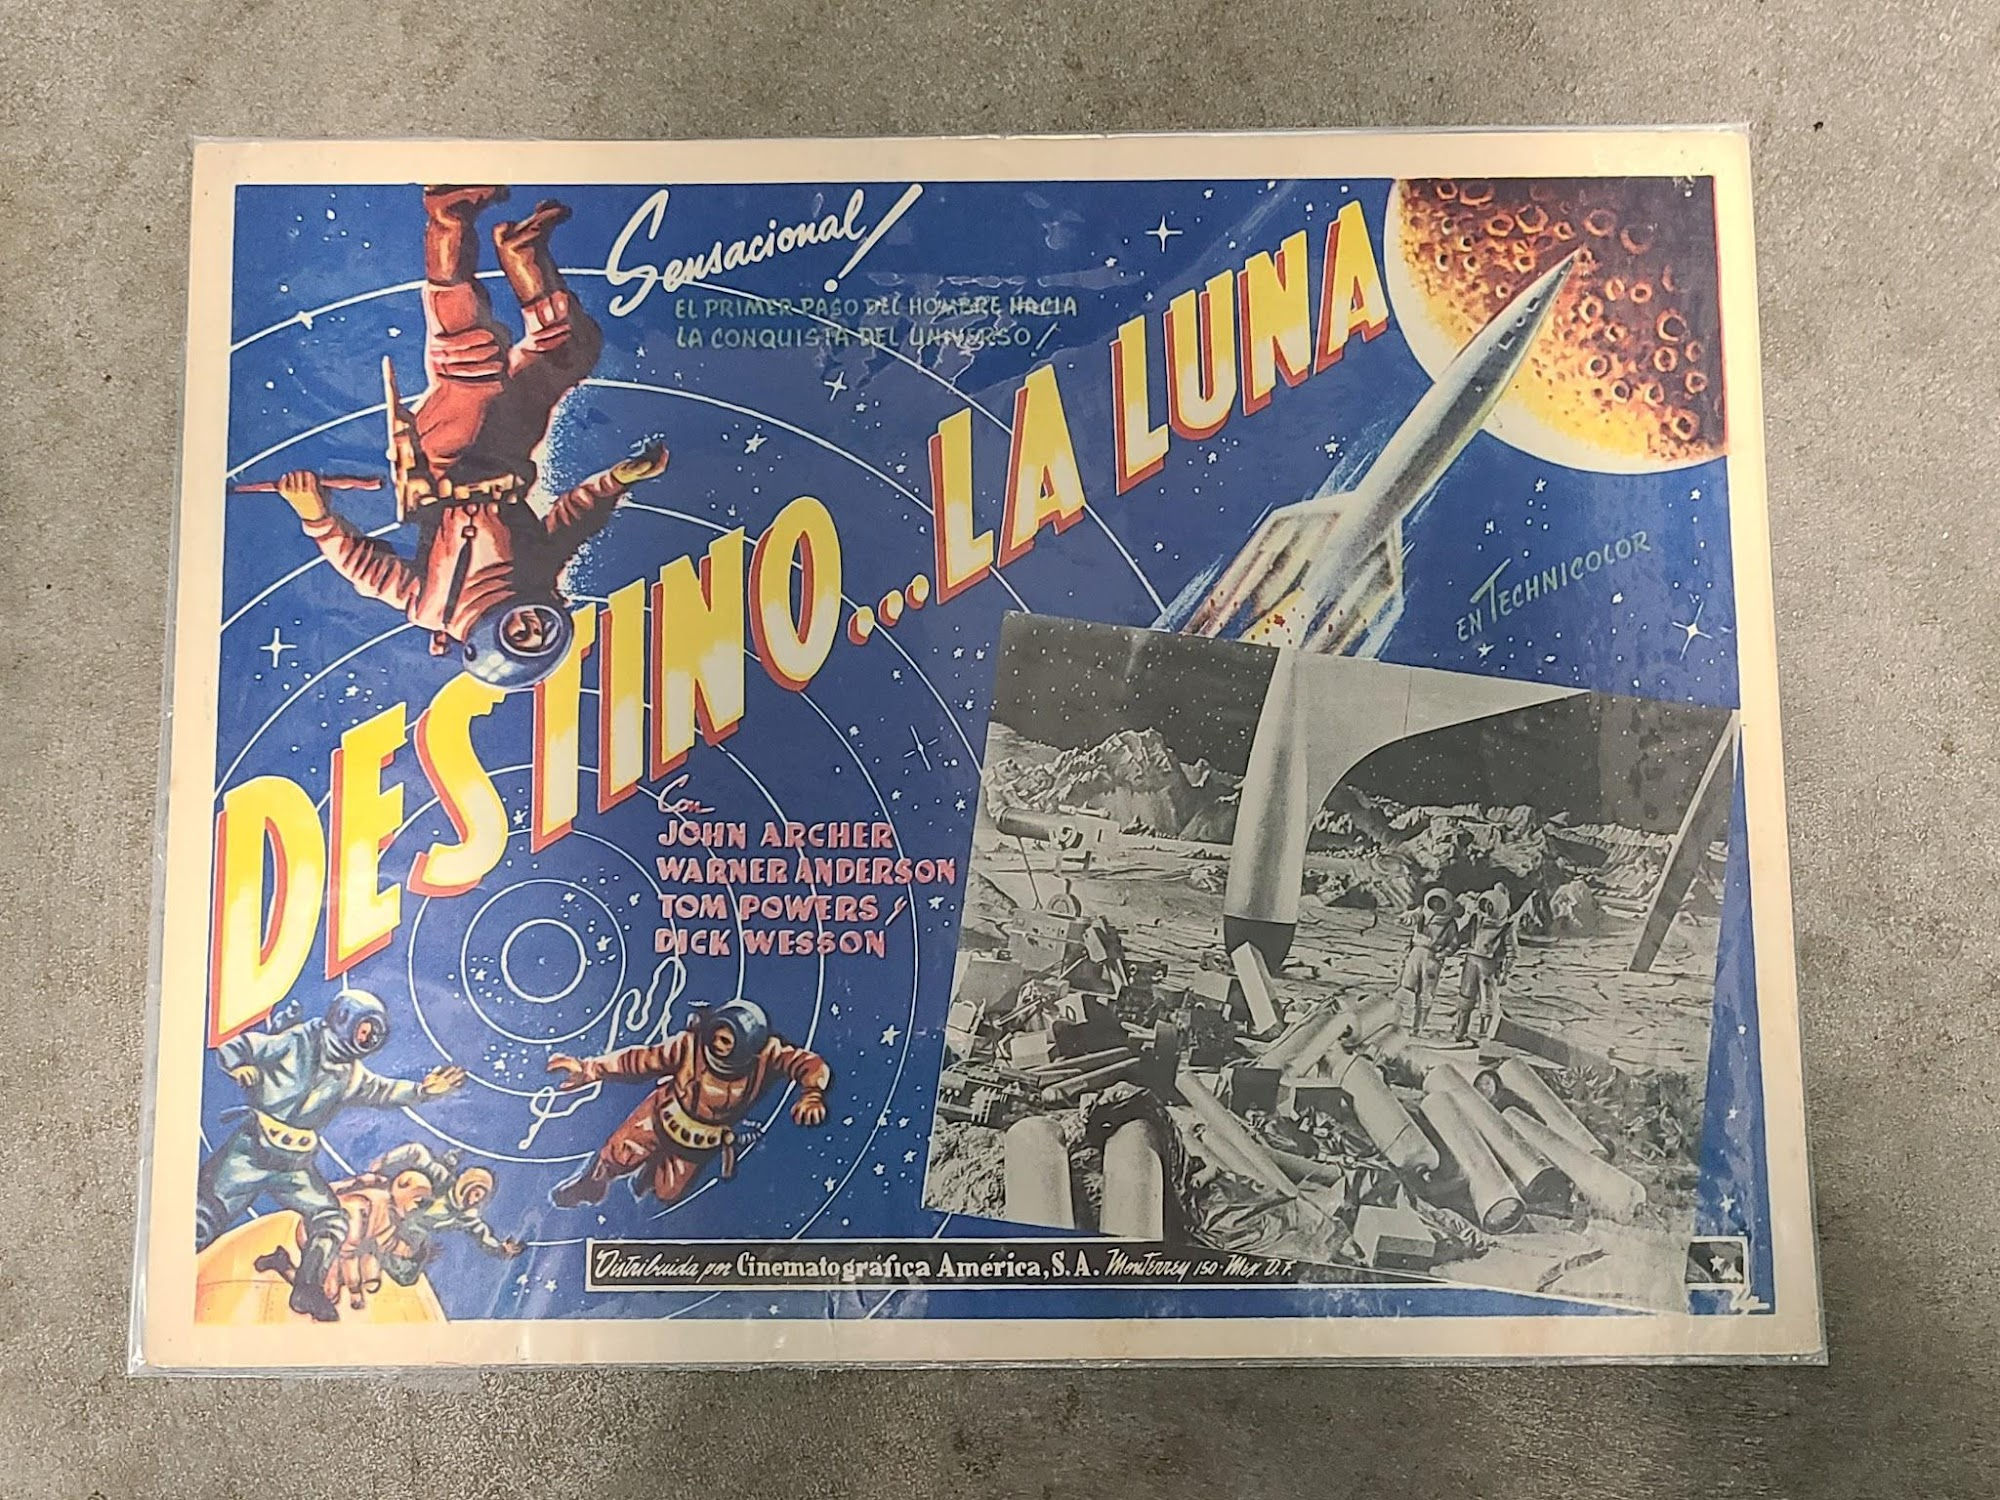 Sensacional!
EL PRIMER PASO DEL HOMBRE HACIA
LA CONQUISTA DEL UNIVERSO!
DESTINO...LA LUNA
EN TECHNICOLOR
Con
JOHN ARCHER
WARNER ANDERSON
TOM POWERS y
DICK WESSON
Distribuida por Cinematográfica América, S.A. Monterrey 150 - Mex. D.F.